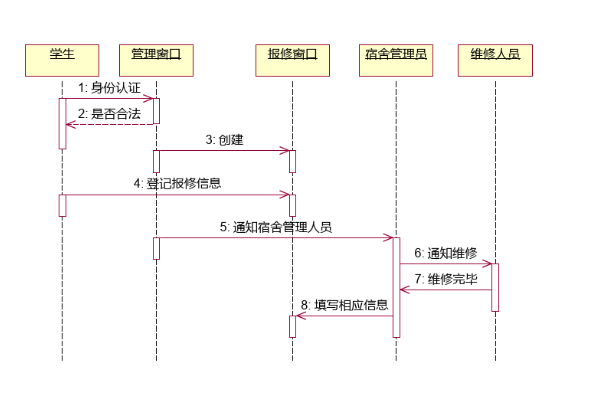 学生
管理窗口
报修窗口
宿舍管理员
维修人员
1: 身份认证
2: 是否合法
3: 创建
4: 登记报修信息
5: 通知宿舍管理人员
6: 通知维修
7: 维修完毕
8: 填写相应信息